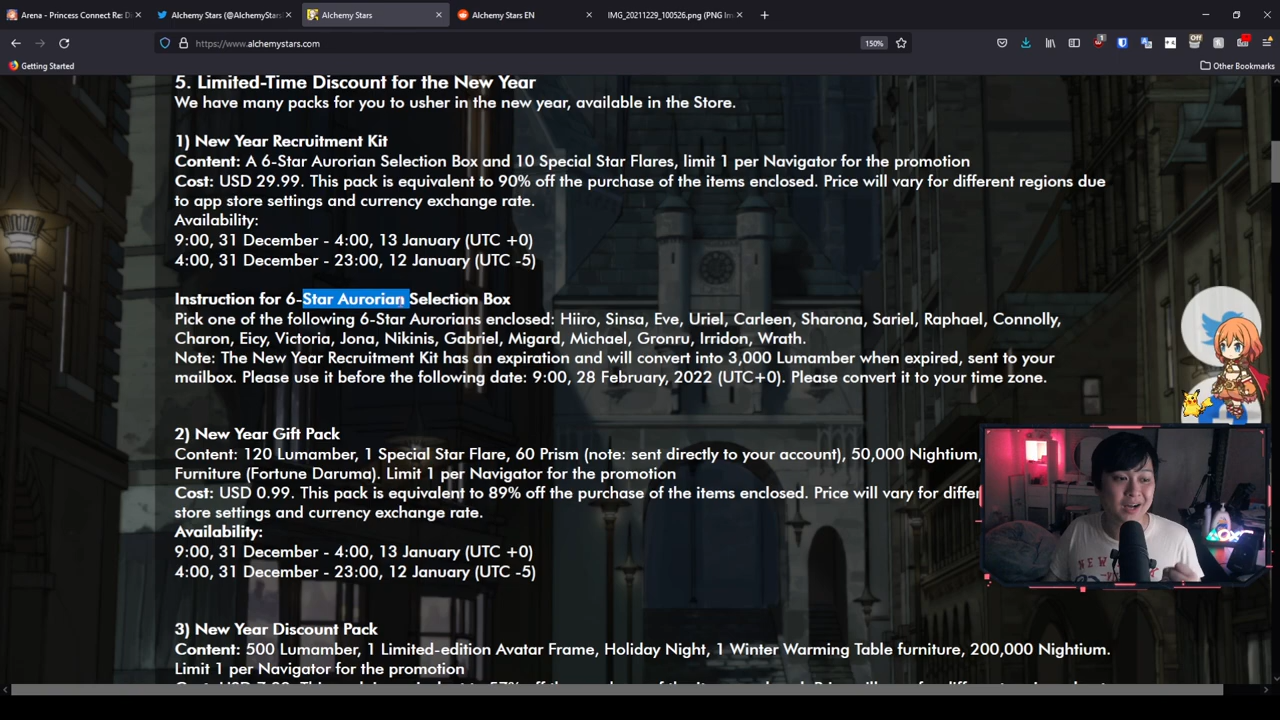 Arena - Princess Connect Re: Di
Alchemy Stars (@AlchemyStars
Alchemy Stars
Alchemy Stars EN
IMG_20211229_100526.png (PNG Im
https://www.alchemystars.com
150%
1
Off
Getting Started
Other Bookmarks
5. Limited-Time Discount for the New Year
We have many packs for you to usher in the new year, available in the Store.
1) New Year Recruitment Kit
Content: A 6-Star Aurorian Selection Box and 10 Special Star Flares, limit 1 per Navigator for the promotion
Cost: USD 29.99. This pack is equivalent to 90% off the purchase of the items enclosed. Price will vary for different regions due
to app store settings and currency exchange rate.
Availability:
9:00, 31 December - 4:00, 13 January (UTC +0)
4:00, 31 December - 23:00, 12 January (UTC -5)
Instruction for 6-Star Aurorian Selection Box
Pick one of the following 6-Star Aurorians enclosed: Hiiro, Sinsa, Eve, Uriel, Carleen, Sharona, Sariel, Raphael, Connolly,
Charon, Eicy, Victoria, Jona, Nikinis, Gabriel, Migard, Michael, Gronru, Irridon, Wrath.
Note: The New Year Recruitment Kit has an expiration and will convert into 3,000 Lumamber when expired, sent to your
mailbox. Please use it before the following date: 9:00, 28 February, 2022 (UTC+0). Please convert it to your time zone.
2) New Year Gift Pack
Content: 120 Lumamber, 1 Special Star Flare, 60 Prism (note: sent directly to your account), 50,000 Nightium,
Furniture (Fortune Daruma). Limit 1 per Navigator for the promotion
Cost: USD 0.99. This pack is equivalent to 89% off the purchase of the items enclosed. Price will vary for differ
store settings and currency exchange rate.
Availability:
9:00, 31 December - 4:00, 13 January (UTC +0)
4:00, 31 December - 23:00, 12 January (UTC -5)
3) New Year Discount Pack
Content: 500 Lumamber, 1 Limited-edition Avatar Frame, Holiday Night, 1 Winter Warming Table furniture, 200,000 Nightium.
Limit 1 per Navigator for the promotion